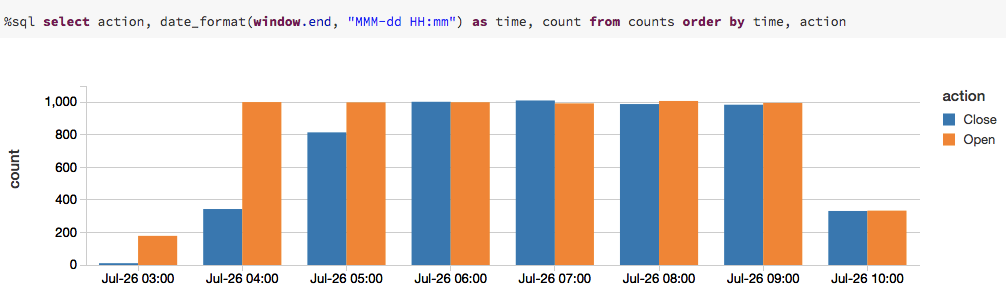 %sql select action, date_format(window.end, "MMM-dd HH:mm") as time, count from counts order by time, action
action
Close
Open
count
1,000
800
600
400
200
0
Jul-26 03:00 Jul-26 04:00 Jul-26 05:00 Jul-26 06:00 Jul-26 07:00 Jul-26 08:00 Jul-26 09:00 Jul-26 10:00